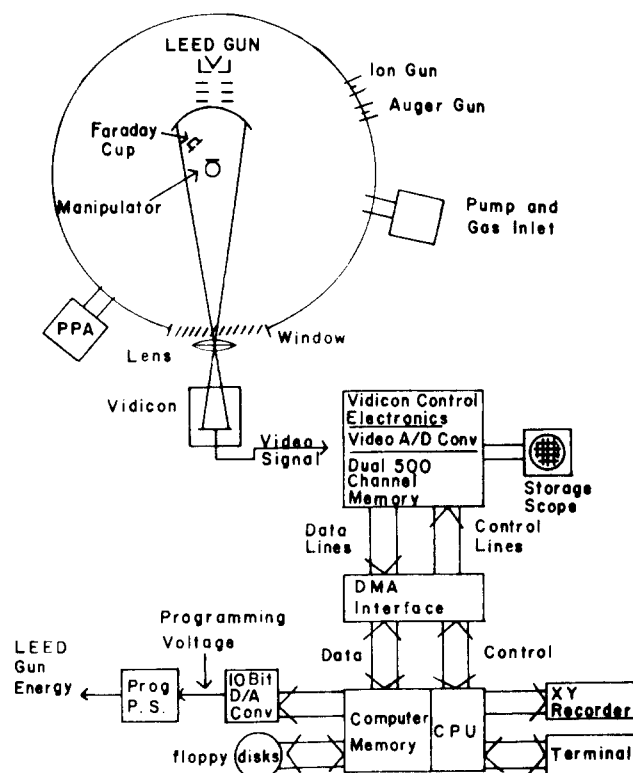 LEED GUN
Ion Gun
Auger Gun
Faraday
Cup
Manipulator
Pump and
Gas Inlet
PPA
Window
Lens
Vidicon
Video
Signal
Vidicon Control
Electronics
Video A/D Conv
Dual 500
Channel
Memory
Storage
Scope
Data
Lines
Control
Lines
DMA
Interface
Programming
Voltage
Data
Control
LEED
Gun
Energy
Prog
P.S.
10Bit
D/A
Conv
Computer
Memory
CPU
XY
Recorder
floppy disks
Terminal